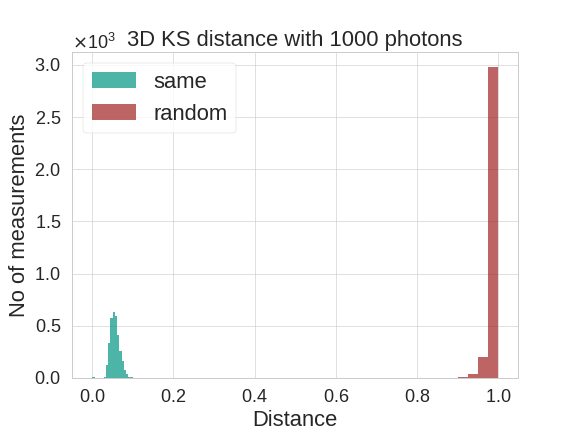 ×10³ 3D KS distance with 1000 photons
same
random
No of measurements
3.0
2.5
2.0
1.5
1.0
0.5
0.0
0.0 0.2 0.4 0.6 0.8 1.0
Distance